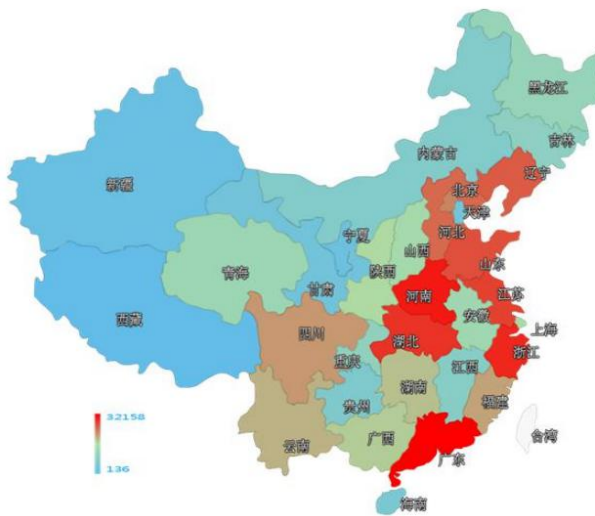 黑龙江
吉林
内蒙古
辽宁
新疆
北京
天津
宁夏
河北
山西
陕西
山东
青海
甘肃
河南
江苏
安徽
西藏
上海
四川
湖北
浙江
重庆
江西
湖南
贵州
福建
32158
云南
广西
台湾
广东
136
海南